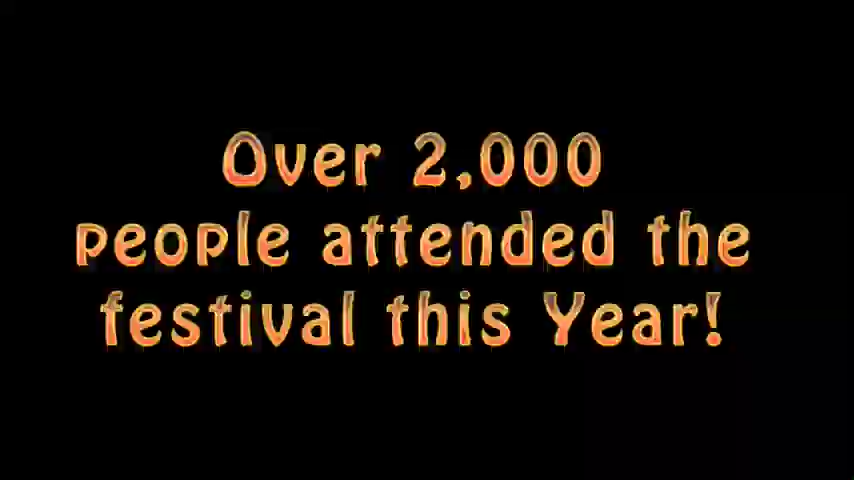 Over 2,000
people attended the
festival this Year!